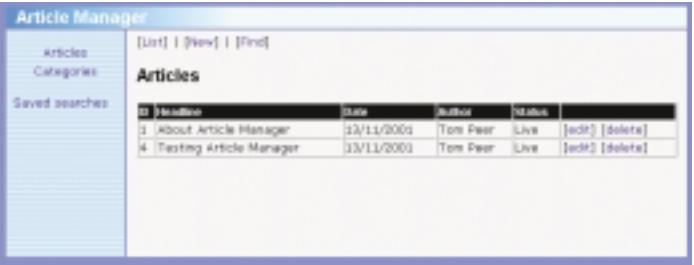 Article Manager
Articles
Categories
Saved searches
[List] | [New] | [Find]
Articles
ID Headline Date Author Status
1 About Article Manager 13/11/2001 Tom Peer Live [edit] [delete]
4 Testing Article Manager 13/11/2001 Tom Peer Live [edit] [delete]